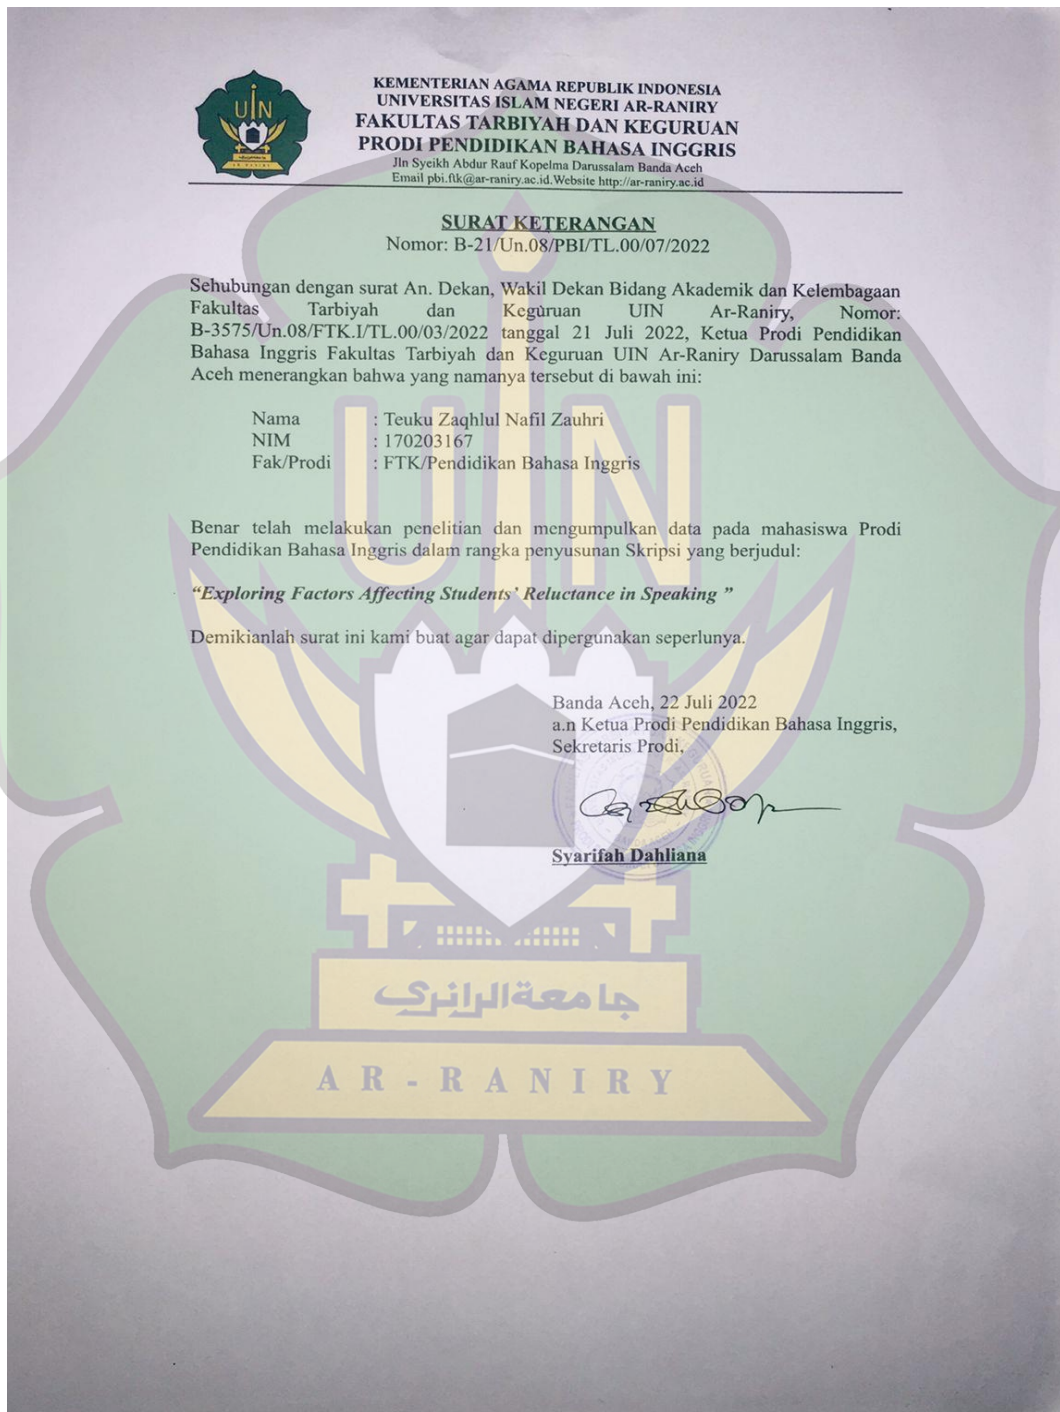 UIN
AR-RANIRY
KEMENTERIAN AGAMA REPUBLIK INDONESIA
UNIVERSITAS ISLAM NEGERI AR-RANIRY
FAKULTAS TARBIYAH DAN KEGURUAN
PRODI PENDIDIKAN BAHASA INGGRIS
Jln Syeikh Abdur Rauf Kopelma Darussalam Banda Aceh
Email pbi.ftk@ar-raniry.ac.id.Website http://ar-raniry.ac.id
SURAT KETERANGAN
Nomor: B-21/Un.08/PBI/TL.00/07/2022
Sehubungan dengan surat An. Dekan, Wakil Dekan Bidang Akademik dan Kelembagaan
Fakultas Tarbiyah dan Keguruan UIN Ar-Raniry, Nomor:
B-3575/Un.08/FTK.I/TL.00/03/2022 tanggal 21 Juli 2022, Ketua Prodi Pendidikan
Bahasa Inggris Fakultas Tarbiyah dan Keguruan UIN Ar-Raniry Darussalam Banda
Aceh menerangkan bahwa yang namanya tersebut di bawah ini:
Nama : Teuku Zaqhlul Nafil Zauhri
NIM : 170203167
Fak/Prodi : FTK/Pendidikan Bahasa Inggris
Benar telah melakukan penelitian dan mengumpulkan data pada mahasiswa Prodi
Pendidikan Bahasa Inggris dalam rangka penyusunan Skripsi yang berjudul:
“Exploring Factors Affecting Students’ Reluctance in Speaking ”
Demikianlah surat ini kami buat agar dapat dipergunakan seperlunya.
Banda Aceh, 22 Juli 2022
a.n Ketua Prodi Pendidikan Bahasa Inggris,
Sekretaris Prodi,
Syarifah Dahliana
UIN
جامعة الرانري
AR-RANIRY